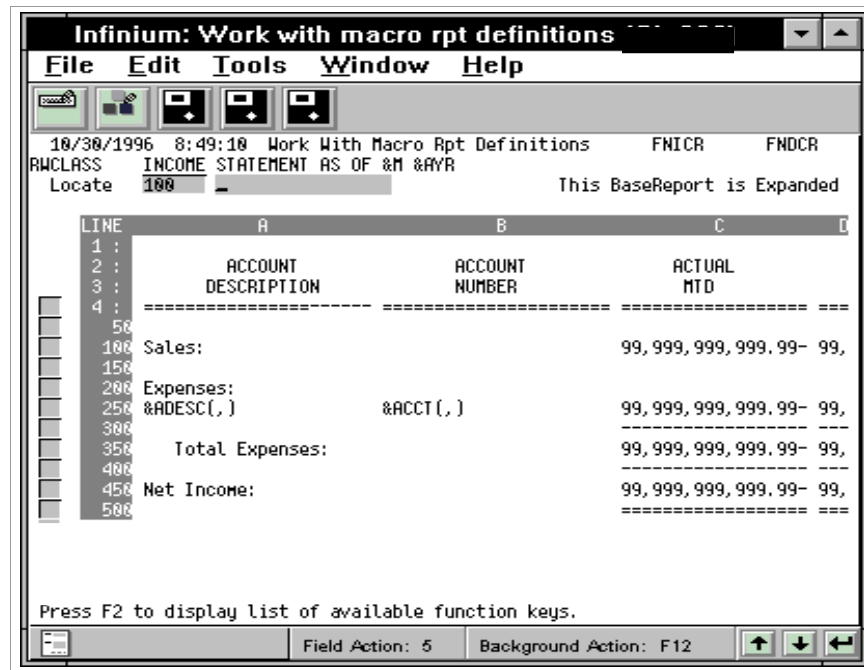 Infinium: Work with macro rpt definitions
File Edit Tools Window Help
10/30/1996 8:49:10 Work With Macro Rpt Definitions FNICR FNDCR
RWCLASS INCOME STATEMENT AS OF &M &AYR
Locate 100 _ This BaseReport is Expanded
LINE A B C D
1 :
2 : ACCOUNT ACCOUNT ACTUAL
3 : DESCRIPTION NUMBER MTD
4 : =====================------ ====================== ================== ===
50
100 Sales: 99,999,999,999.99- 99,
150
200 Expenses:
250 &ADESC(,) &ACCT(,) 99,999,999,999.99- 99,
300 ------------------ ---
350 Total Expenses: 99,999,999,999.99- 99,
400 ------------------ ---
450 Net Income: 99,999,999,999.99- 99,
500 ================== ===
Press F2 to display list of available function keys.
Field Action: 5 Background Action: F12